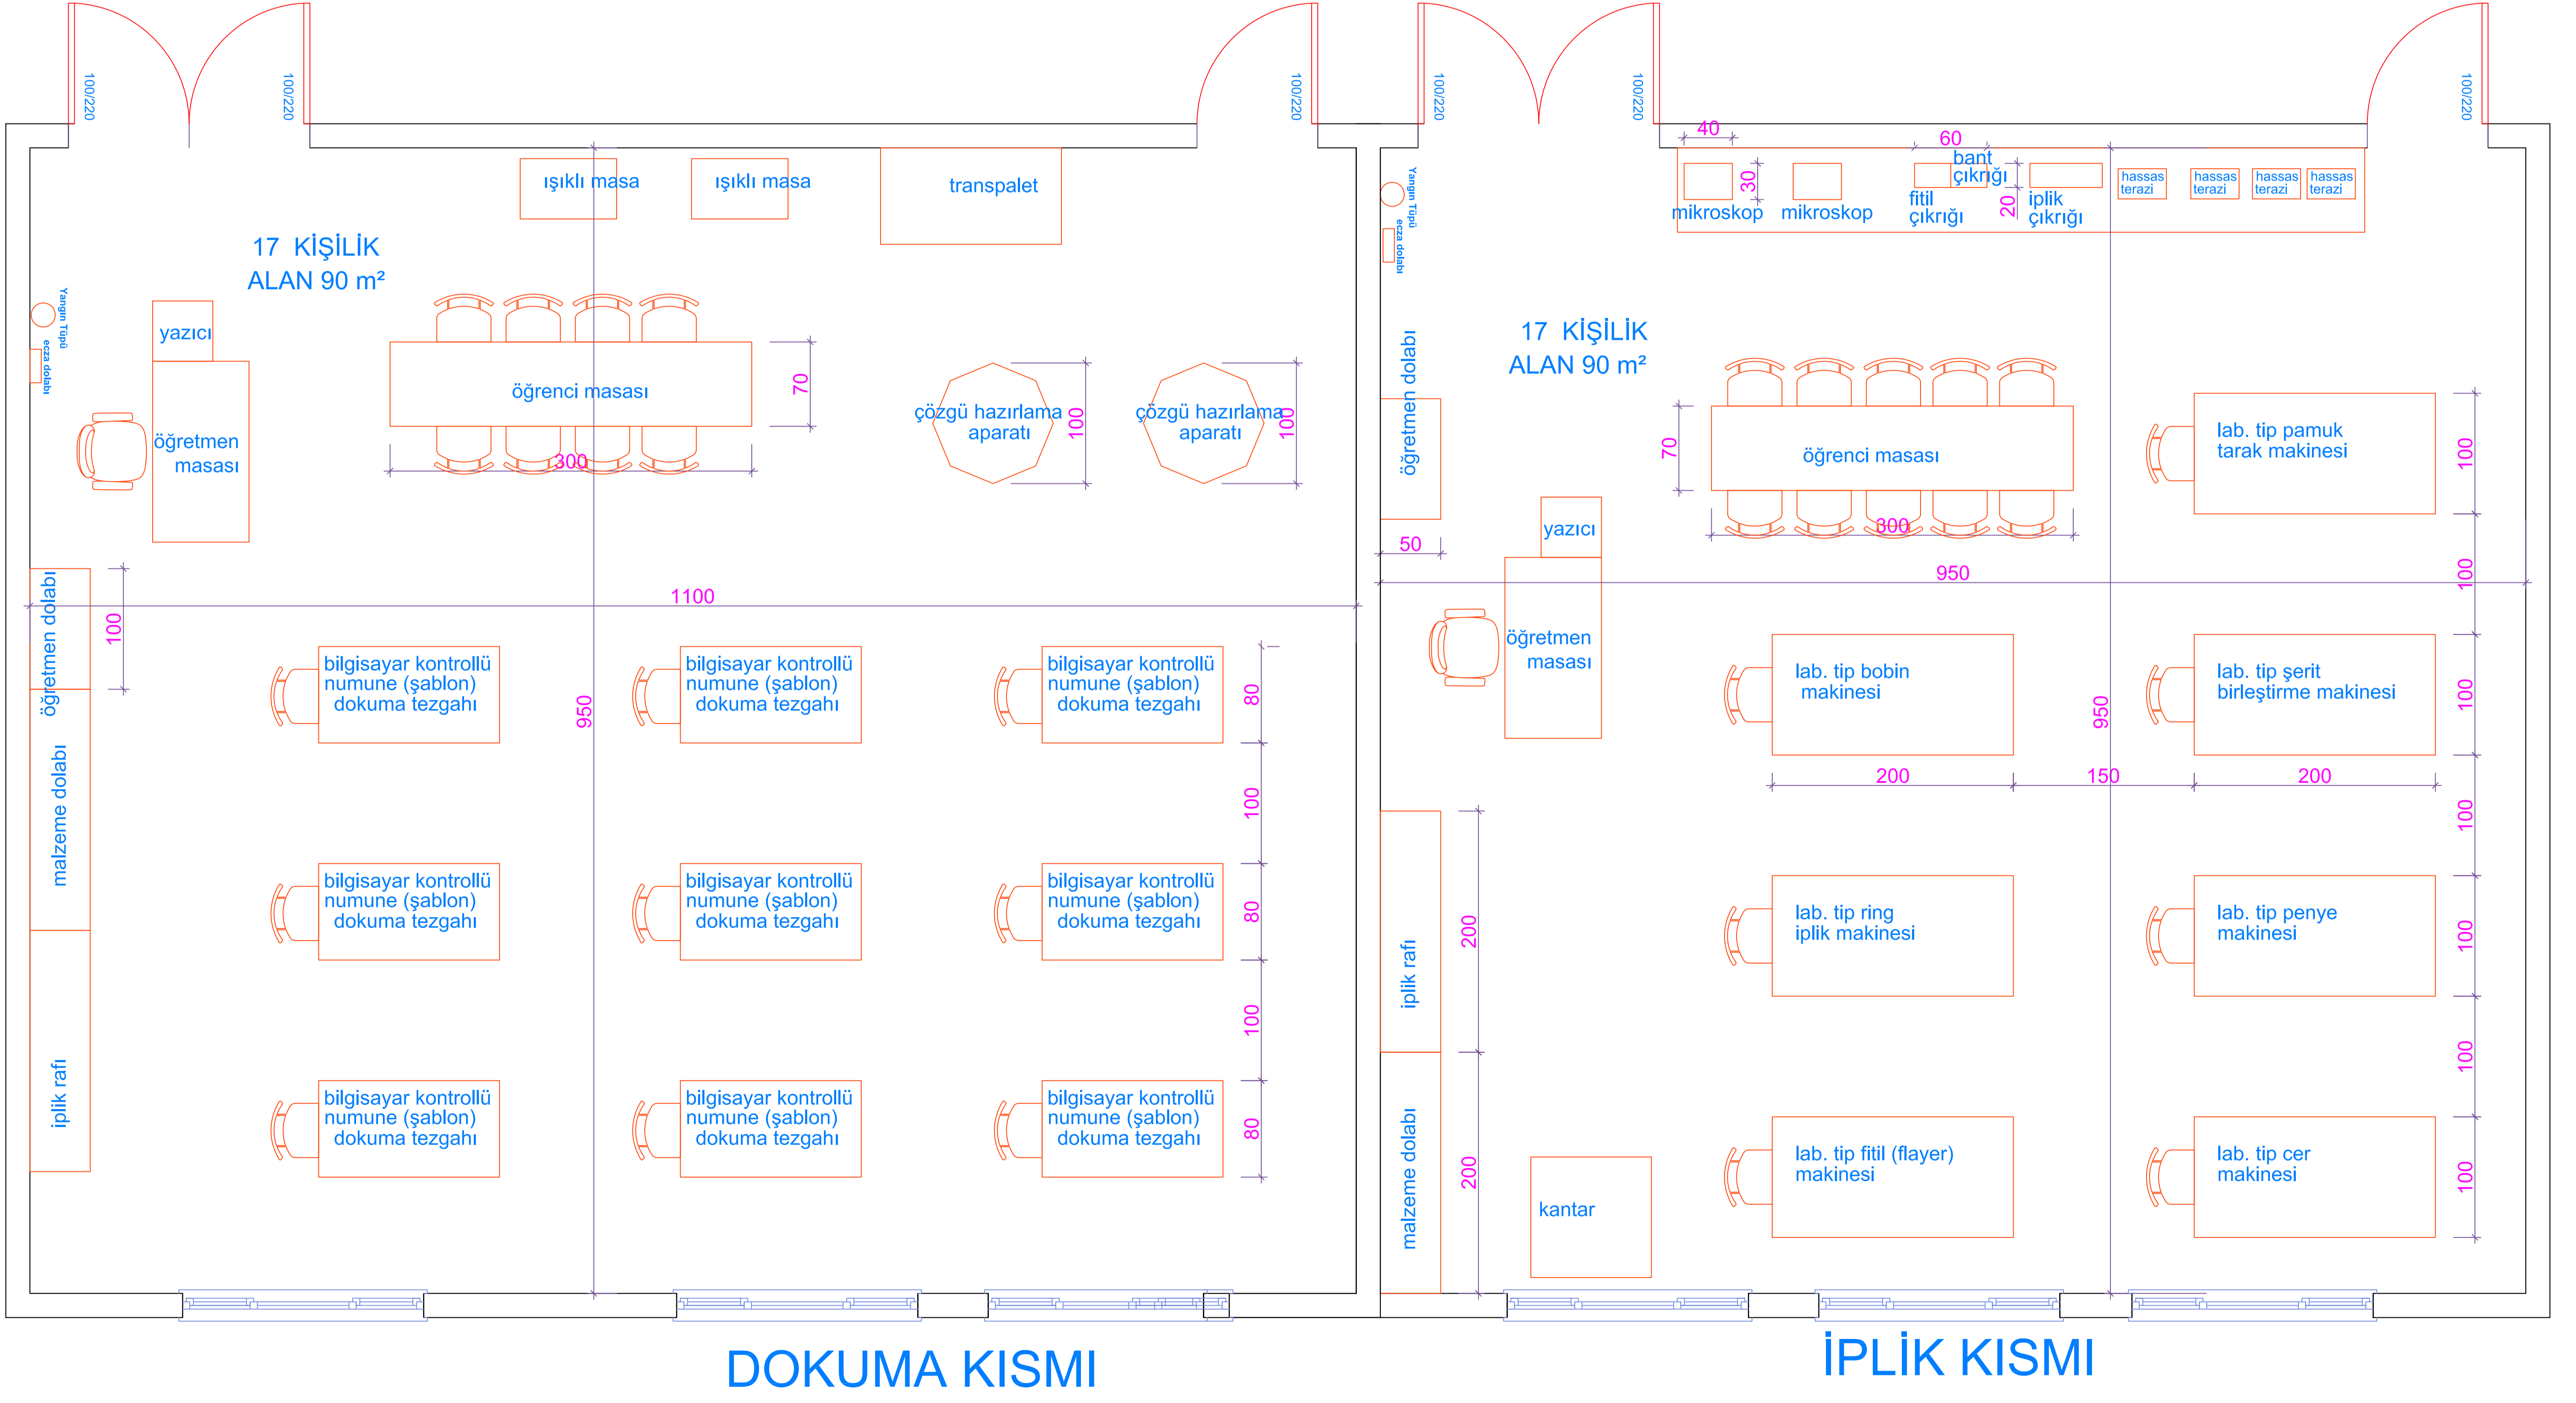 100/220
100/220
100/220
100/220
100/220
100/220
ışıklı masa
ışıklı masa
transpalet
17 KİŞİLİK
ALAN 90 m²
Yangın Tüpü
ecza dolabı
yazıcı
öğretmen
masası
öğrenci masası
70
300
çözgü hazırlama
aparatı
100
çözgü hazırlama
aparatı
100
1100
950
öğretmen dolabı
100
malzeme dolabı
iplik rafı
bilgisayar kontrollü
numune (şablon)
dokuma tezgahı
bilgisayar kontrollü
numune (şablon)
dokuma tezgahı
bilgisayar kontrollü
numune (şablon)
dokuma tezgahı
80
100
bilgisayar kontrollü
numune (şablon)
dokuma tezgahı
bilgisayar kontrollü
numune (şablon)
dokuma tezgahı
bilgisayar kontrollü
numune (şablon)
dokuma tezgahı
80
100
bilgisayar kontrollü
numune (şablon)
dokuma tezgahı
bilgisayar kontrollü
numune (şablon)
dokuma tezgahı
bilgisayar kontrollü
numune (şablon)
dokuma tezgahı
80
DOKUMA KISMI
Yangın Tüpü
ecza dolabı
40
30
mikroskop
mikroskop
60
bant
çıkrığı
fitil
çıkrığı
20
iplik
çıkrığı
hassas
terazi
hassas
terazi
hassas
terazi
hassas
terazi
17 KİŞİLİK
ALAN 90 m²
öğretmen dolabı
50
yazıcı
öğretmen
masası
öğrenci masası
70
300
950
950
lab. tip pamuk
tarak makinesi
100
100
lab. tip bobin
makinesi
lab. tip şerit
birleştirme makinesi
100
200
150
200
100
lab. tip ring
iplik makinesi
lab. tip penye
makinesi
100
100
lab. tip fitil (flayer)
makinesi
lab. tip cer
makinesi
100
iplik rafı
200
malzeme dolabı
200
kantar
İPLİK KISMI